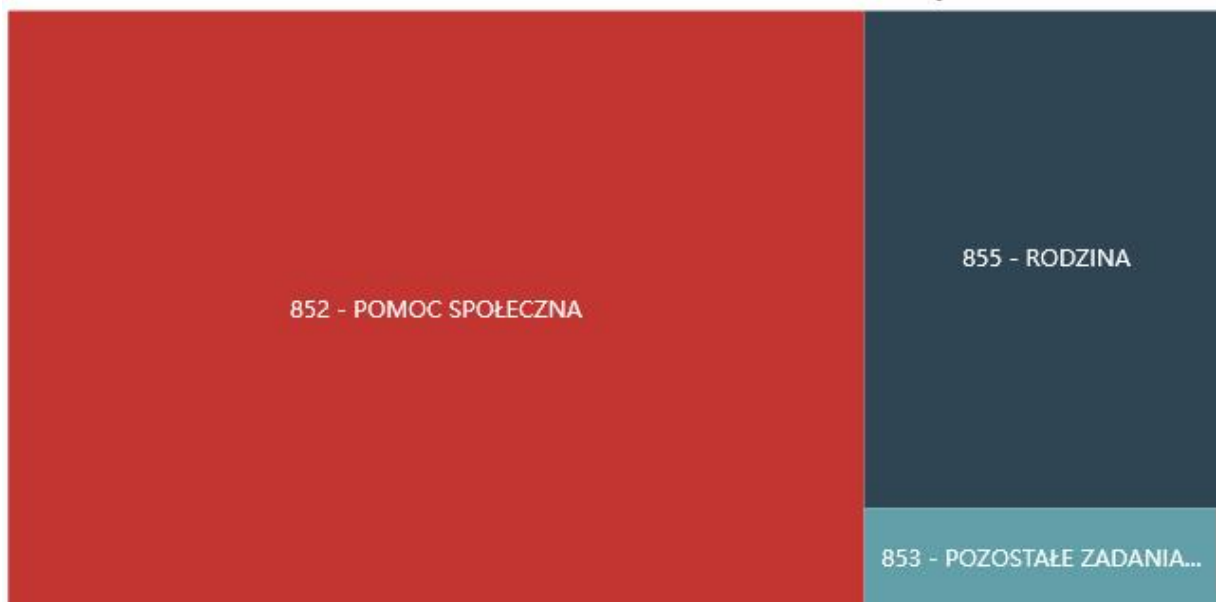 855 - RODZINA
852 - POMOC SPOŁECZNA
853 - POZOSTAŁE ZADANIA...